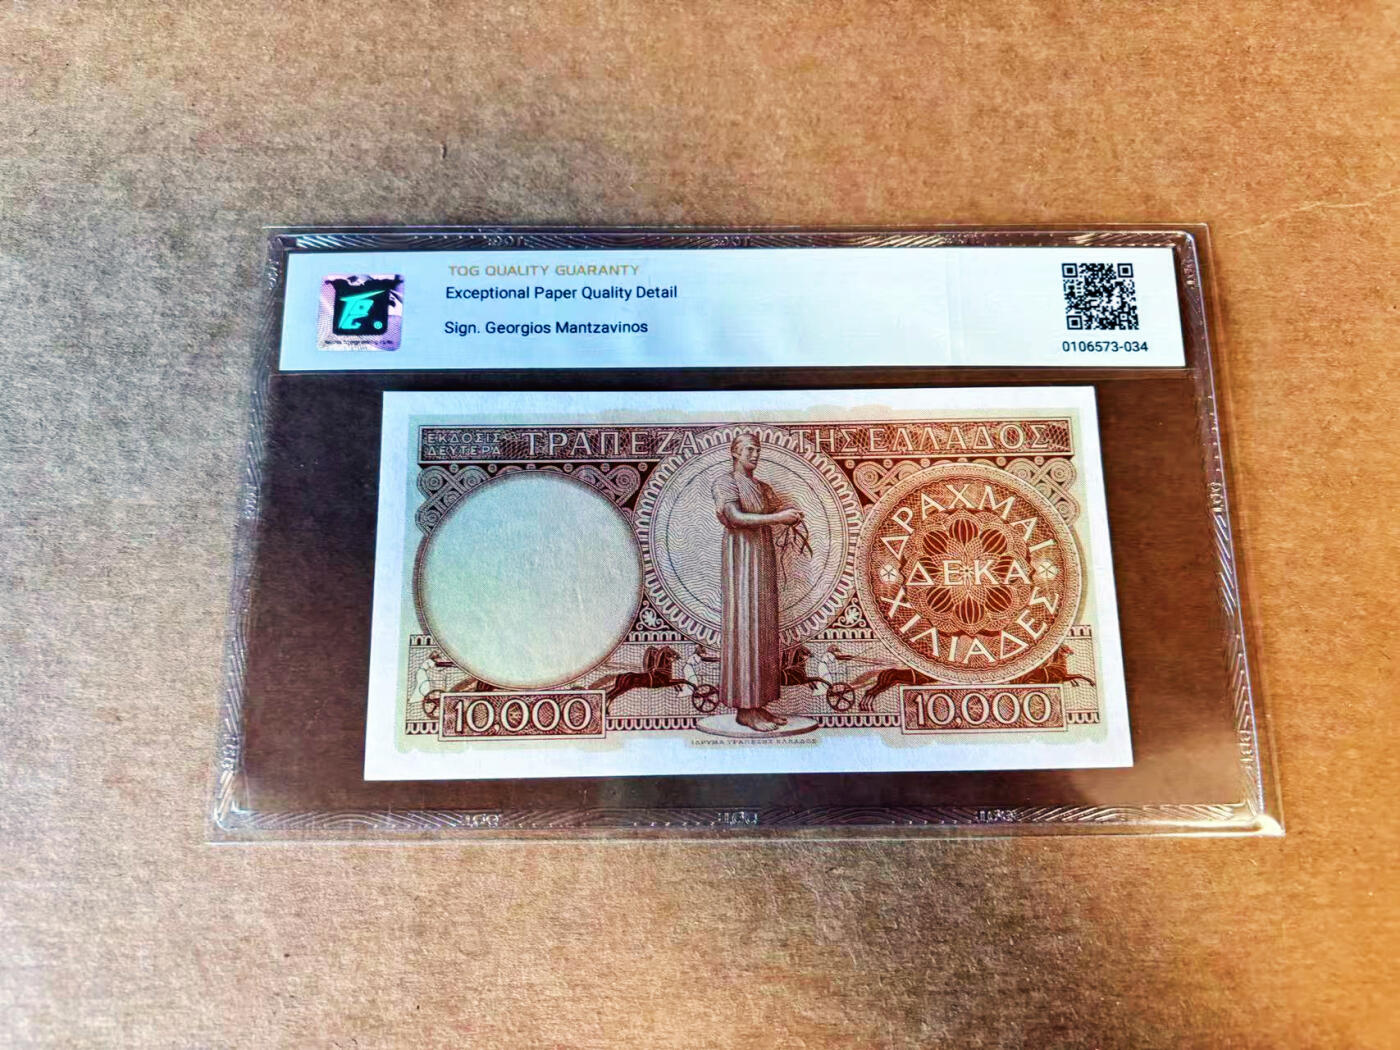 TQG QUALITY GUARANTY
Exceptional Paper Quality Detail
Sign. Georgios Mantzavinos
0106573-034
ΕΚΔΟΣΙΣ
ΔΕΥΤΕΡΑ
ΤΡΑΠΕΖΑ ΤΗΣ ΕΛΛΑΔΟΣ
ΔΡΑΧΜΑΙ
ΔΕΚΑ
ΧΙΛΙΑΔΕΣ
10.000
10.000
ΙΔΡΥΜΑ ΤΡΑΠΕΖΗΣ ΕΛΛΑΔΟΣ